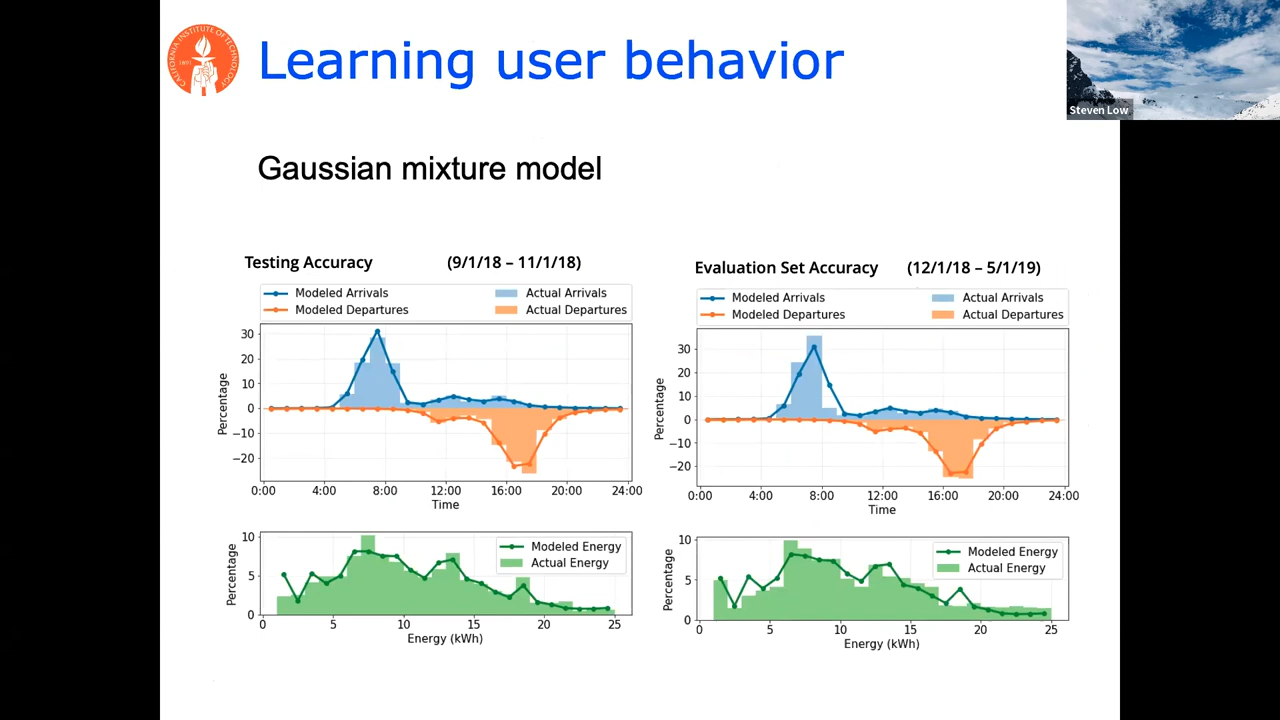 CALIFORNIA INSTITUTE OF TECHNOLOGY
1891
Learning user behavior
Steven Low
Gaussian mixture model
Testing Accuracy (9/1/18 – 11/1/18)
Modeled Arrivals Actual Arrivals
Modeled Departures Actual Departures
30
20
10
0
−10
−20
Percentage
0:00 4:00 8:00 12:00 16:00 20:00 24:00
Time
10
5
0
Percentage
Modeled Energy
Actual Energy
0 5 10 15 20 25
Energy (kWh)
Evaluation Set Accuracy (12/1/18 – 5/1/19)
Modeled Arrivals Actual Arrivals
Modeled Departures Actual Departures
30
20
10
0
−10
−20
Percentage
0:00 4:00 8:00 12:00 16:00 20:00 24:00
Time
10
5
0
Percentage
Modeled Energy
Actual Energy
0 5 10 15 20 25
Energy (kWh)